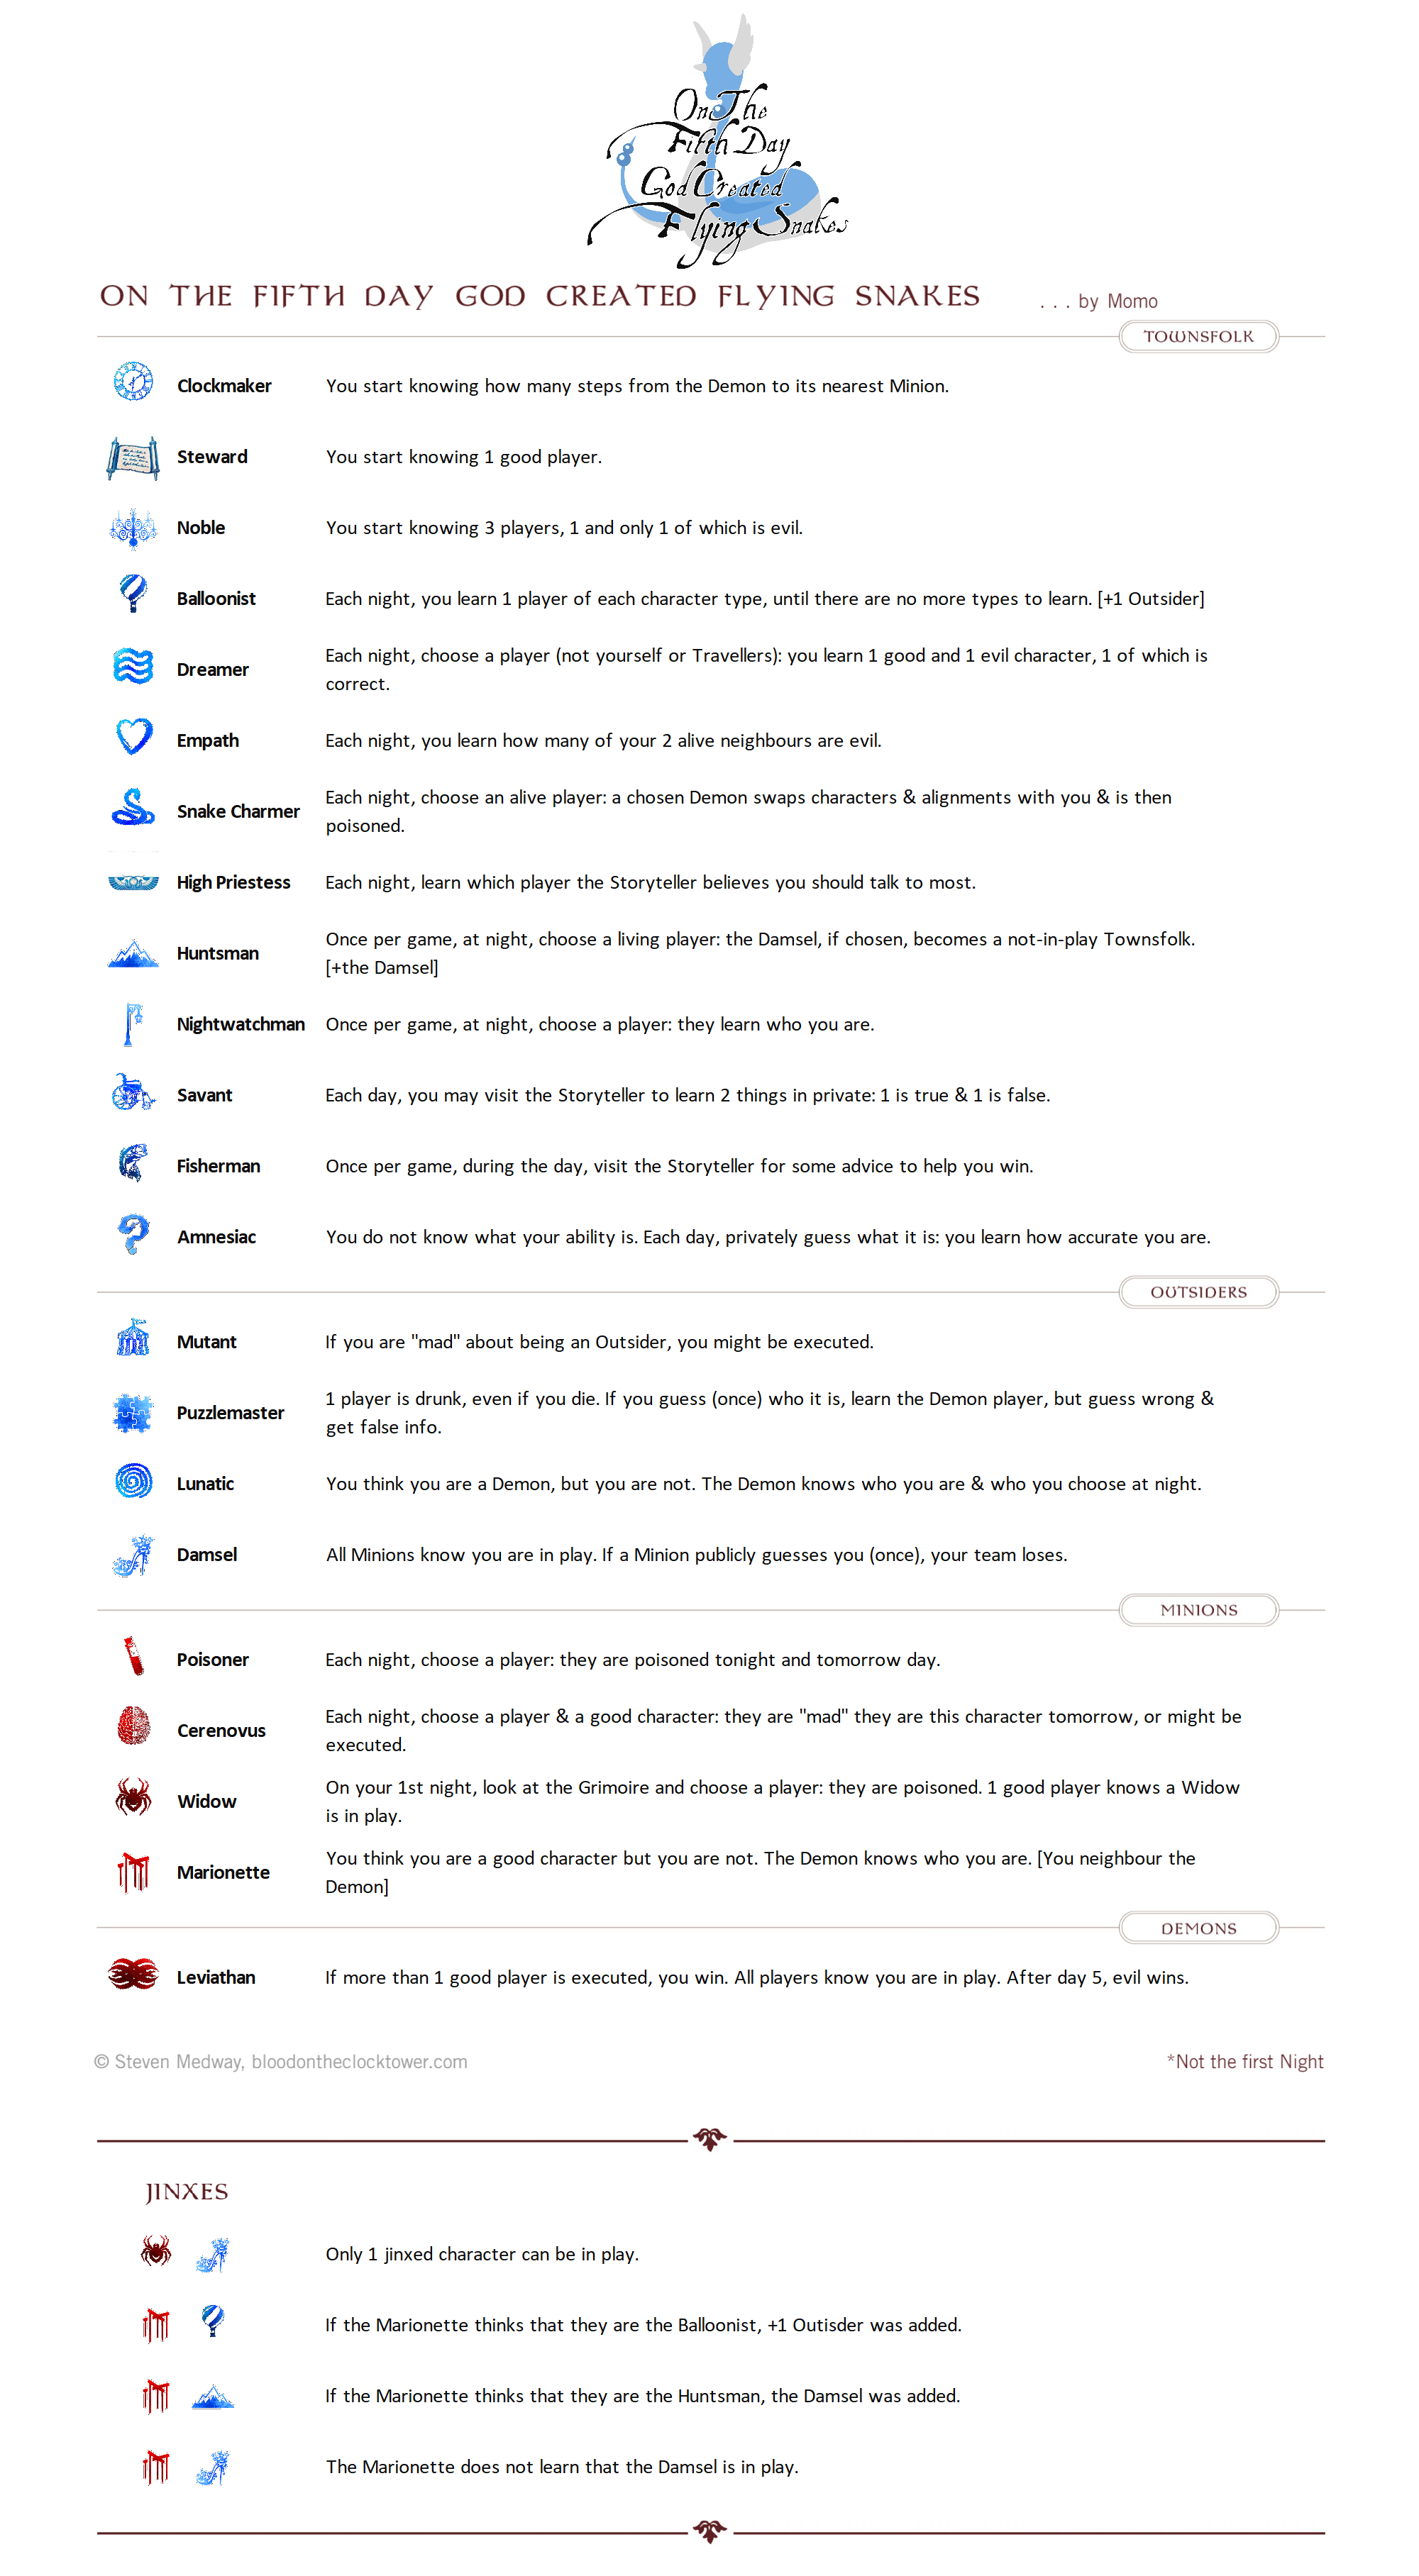 On The
Fifth Day
God Created
Flying Snakes
ON THE FIFTH DAY GOD CREATED FLYING SNAKES . . . by Momo
TOWNSFOLK
Clockmaker You start knowing how many steps from the Demon to its nearest Minion.
Steward You start knowing 1 good player.
Noble You start knowing 3 players, 1 and only 1 of which is evil.
Balloonist Each night, you learn 1 player of each character type, until there are no more types to learn. [+1 Outsider]
Dreamer Each night, choose a player (not yourself or Travellers): you learn 1 good and 1 evil character, 1 of which is
correct.
Empath Each night, you learn how many of your 2 alive neighbours are evil.
Snake Charmer Each night, choose an alive player: a chosen Demon swaps characters & alignments with you & is then
poisoned.
High Priestess Each night, learn which player the Storyteller believes you should talk to most.
Huntsman Once per game, at night, choose a living player: the Damsel, if chosen, becomes a not-in-play Townsfolk.
[+the Damsel]
Nightwatchman Once per game, at night, choose a player: they learn who you are.
Savant Each day, you may visit the Storyteller to learn 2 things in private: 1 is true & 1 is false.
Fisherman Once per game, during the day, visit the Storyteller for some advice to help you win.
Amnesiac You do not know what your ability is. Each day, privately guess what it is: you learn how accurate you are.
OUTSIDERS
Mutant If you are "mad" about being an Outsider, you might be executed.
Puzzlemaster 1 player is drunk, even if you die. If you guess (once) who it is, learn the Demon player, but guess wrong &
get false info.
Lunatic You think you are a Demon, but you are not. The Demon knows who you are & who you choose at night.
Damsel All Minions know you are in play. If a Minion publicly guesses you (once), your team loses.
MINIONS
Poisoner Each night, choose a player: they are poisoned tonight and tomorrow day.
Cerenovus Each night, choose a player & a good character: they are "mad" they are this character tomorrow, or might be
executed.
Widow On your 1st night, look at the Grimoire and choose a player: they are poisoned. 1 good player knows a Widow
is in play.
Marionette You think you are a good character but you are not. The Demon knows who you are. [You neighbour the
Demon]
DEMONS
Leviathan If more than 1 good player is executed, you win. All players know you are in play. After day 5, evil wins.
© Steven Medway, bloodontheclocktower.com *Not the first Night
JINXES
Only 1 jinxed character can be in play.
If the Marionette thinks that they are the Balloonist, +1 Outisder was added.
If the Marionette thinks that they are the Huntsman, the Damsel was added.
The Marionette does not learn that the Damsel is in play.